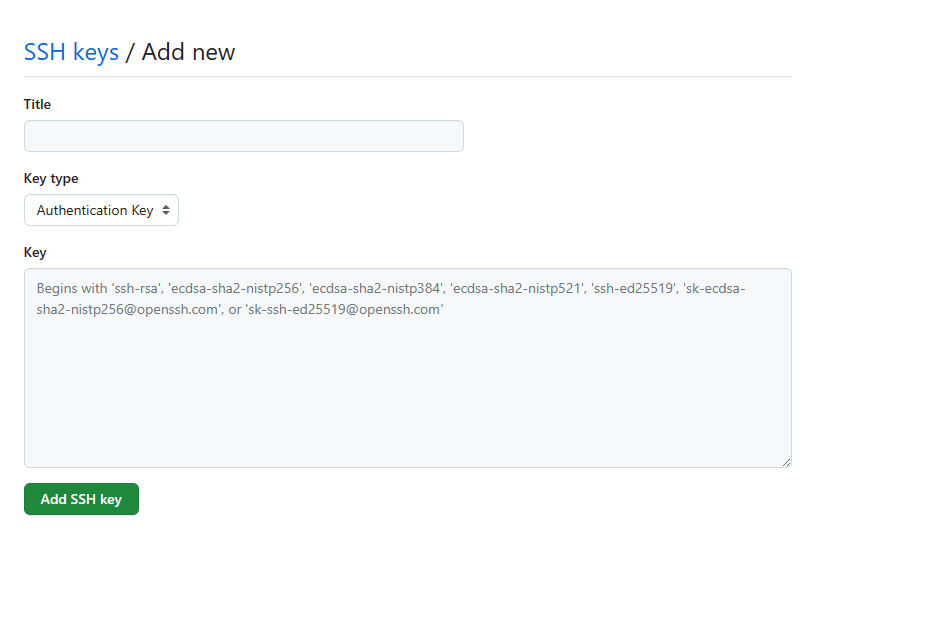 SSH keys / Add new
Title
Key type
Authentication Key
Key
Begins with 'ssh-rsa', 'ecdsa-sha2-nistp256', 'ecdsa-sha2-nistp384', 'ecdsa-sha2-nistp521', 'ssh-ed25519', 'sk-ecdsa-
sha2-nistp256@openssh.com', or 'sk-ssh-ed25519@openssh.com'
Add SSH key